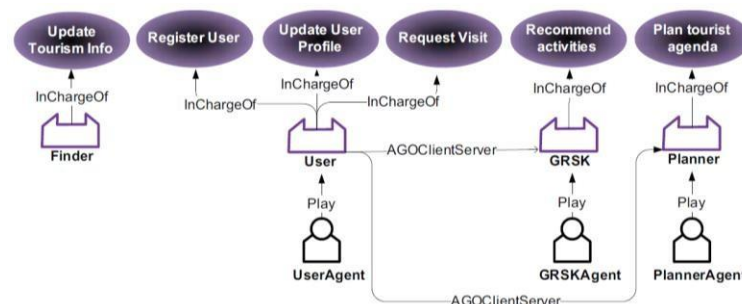 Update
Tourism Info
Register User
Update User
Profile
Request Visit
Recommend
activities
Plan tourist
agenda
InChargeOf
InChargeOf
InChargeOf
InChargeOf
InChargeOf
InChargeOf
Finder
User
AGOClientServer
GRSK
Planner
Play
Play
Play
UserAgent
GRSKAgent
PlannerAgent
AGOClientServer